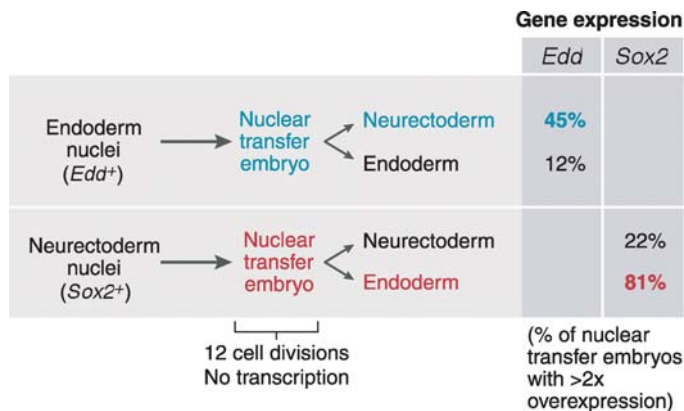 Gene expression
Edd Sox2
Endoderm
nuclei
(Edd+)
Nuclear
transfer
embryo
Neurectoderm
45%
Endoderm
12%
Neurectoderm
nuclei
(Sox2+)
Nuclear
transfer
embryo
Neurectoderm
22%
Endoderm
81%
12 cell divisions
No transcription
(% of nuclear
transfer embryos
with >2x
overexpression)